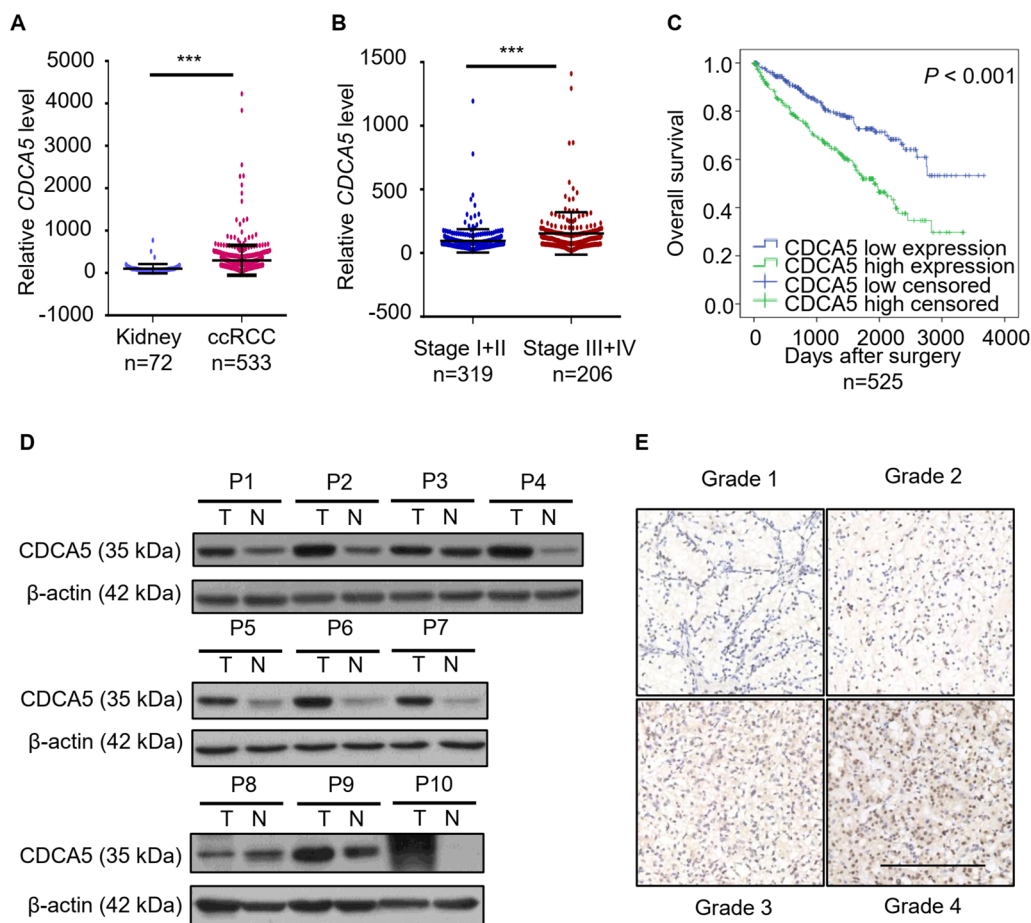 A
Relative CDCA5 level
5000
4000
3000
2000
1000
0
-1000
***
Kidney
n=72
ccRCC
n=533
B
Relative CDCA5 level
1500
1000
500
0
-500
***
Stage I+II
n=319
Stage III+IV
n=206
C
Overall survival
1.0
0.8
0.6
0.4
0.2
0.0
P < 0.001
CDCA5 low expression
CDCA5 high expression
CDCA5 low censored
CDCA5 high censored
0 1000 2000 3000 4000
Days after surgery
n=525
D
P1 P2 P3 P4
T N T N T N T N
CDCA5 (35 kDa)
β-actin (42 kDa)
P5 P6 P7
T N T N T N
CDCA5 (35 kDa)
β-actin (42 kDa)
P8 P9 P10
T N T N T N
CDCA5 (35 kDa)
β-actin (42 kDa)
E
Grade 1 Grade 2
Grade 3 Grade 4